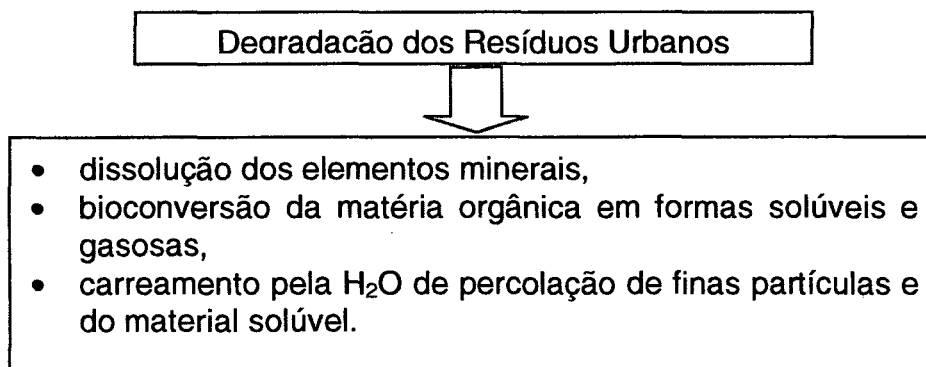 Degradação dos Resíduos Urbanos
• dissolução dos elementos minerais,
• bioconversão da matéria orgânica em formas solúveis e
gasosas,
• carreamento pela H₂O de percolação de finas partículas e
do material solúvel.